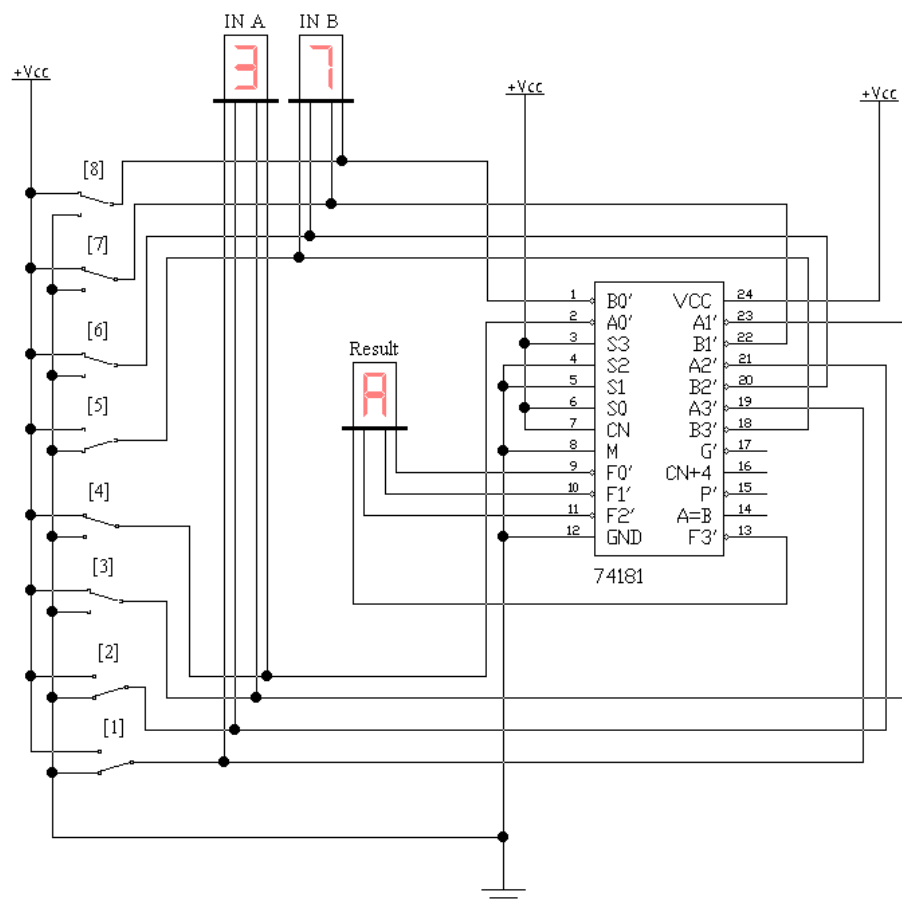 IN A IN B
3 7
+Vcc +Vcc +Vcc
[8]
[7]
[6]
[5]
[4]
[3]
[2]
[1]
Result
A
1 B0' VCC 24
2 A0' A1' 23
3 S3 B1' 22
4 S2 A2' 21
5 S1 B2' 20
6 S0 A3' 19
7 CN B3' 18
8 M G' 17
9 F0' CN+4 16
10 F1' P' 15
11 F2' A=B 14
12 GND F3' 13
74181